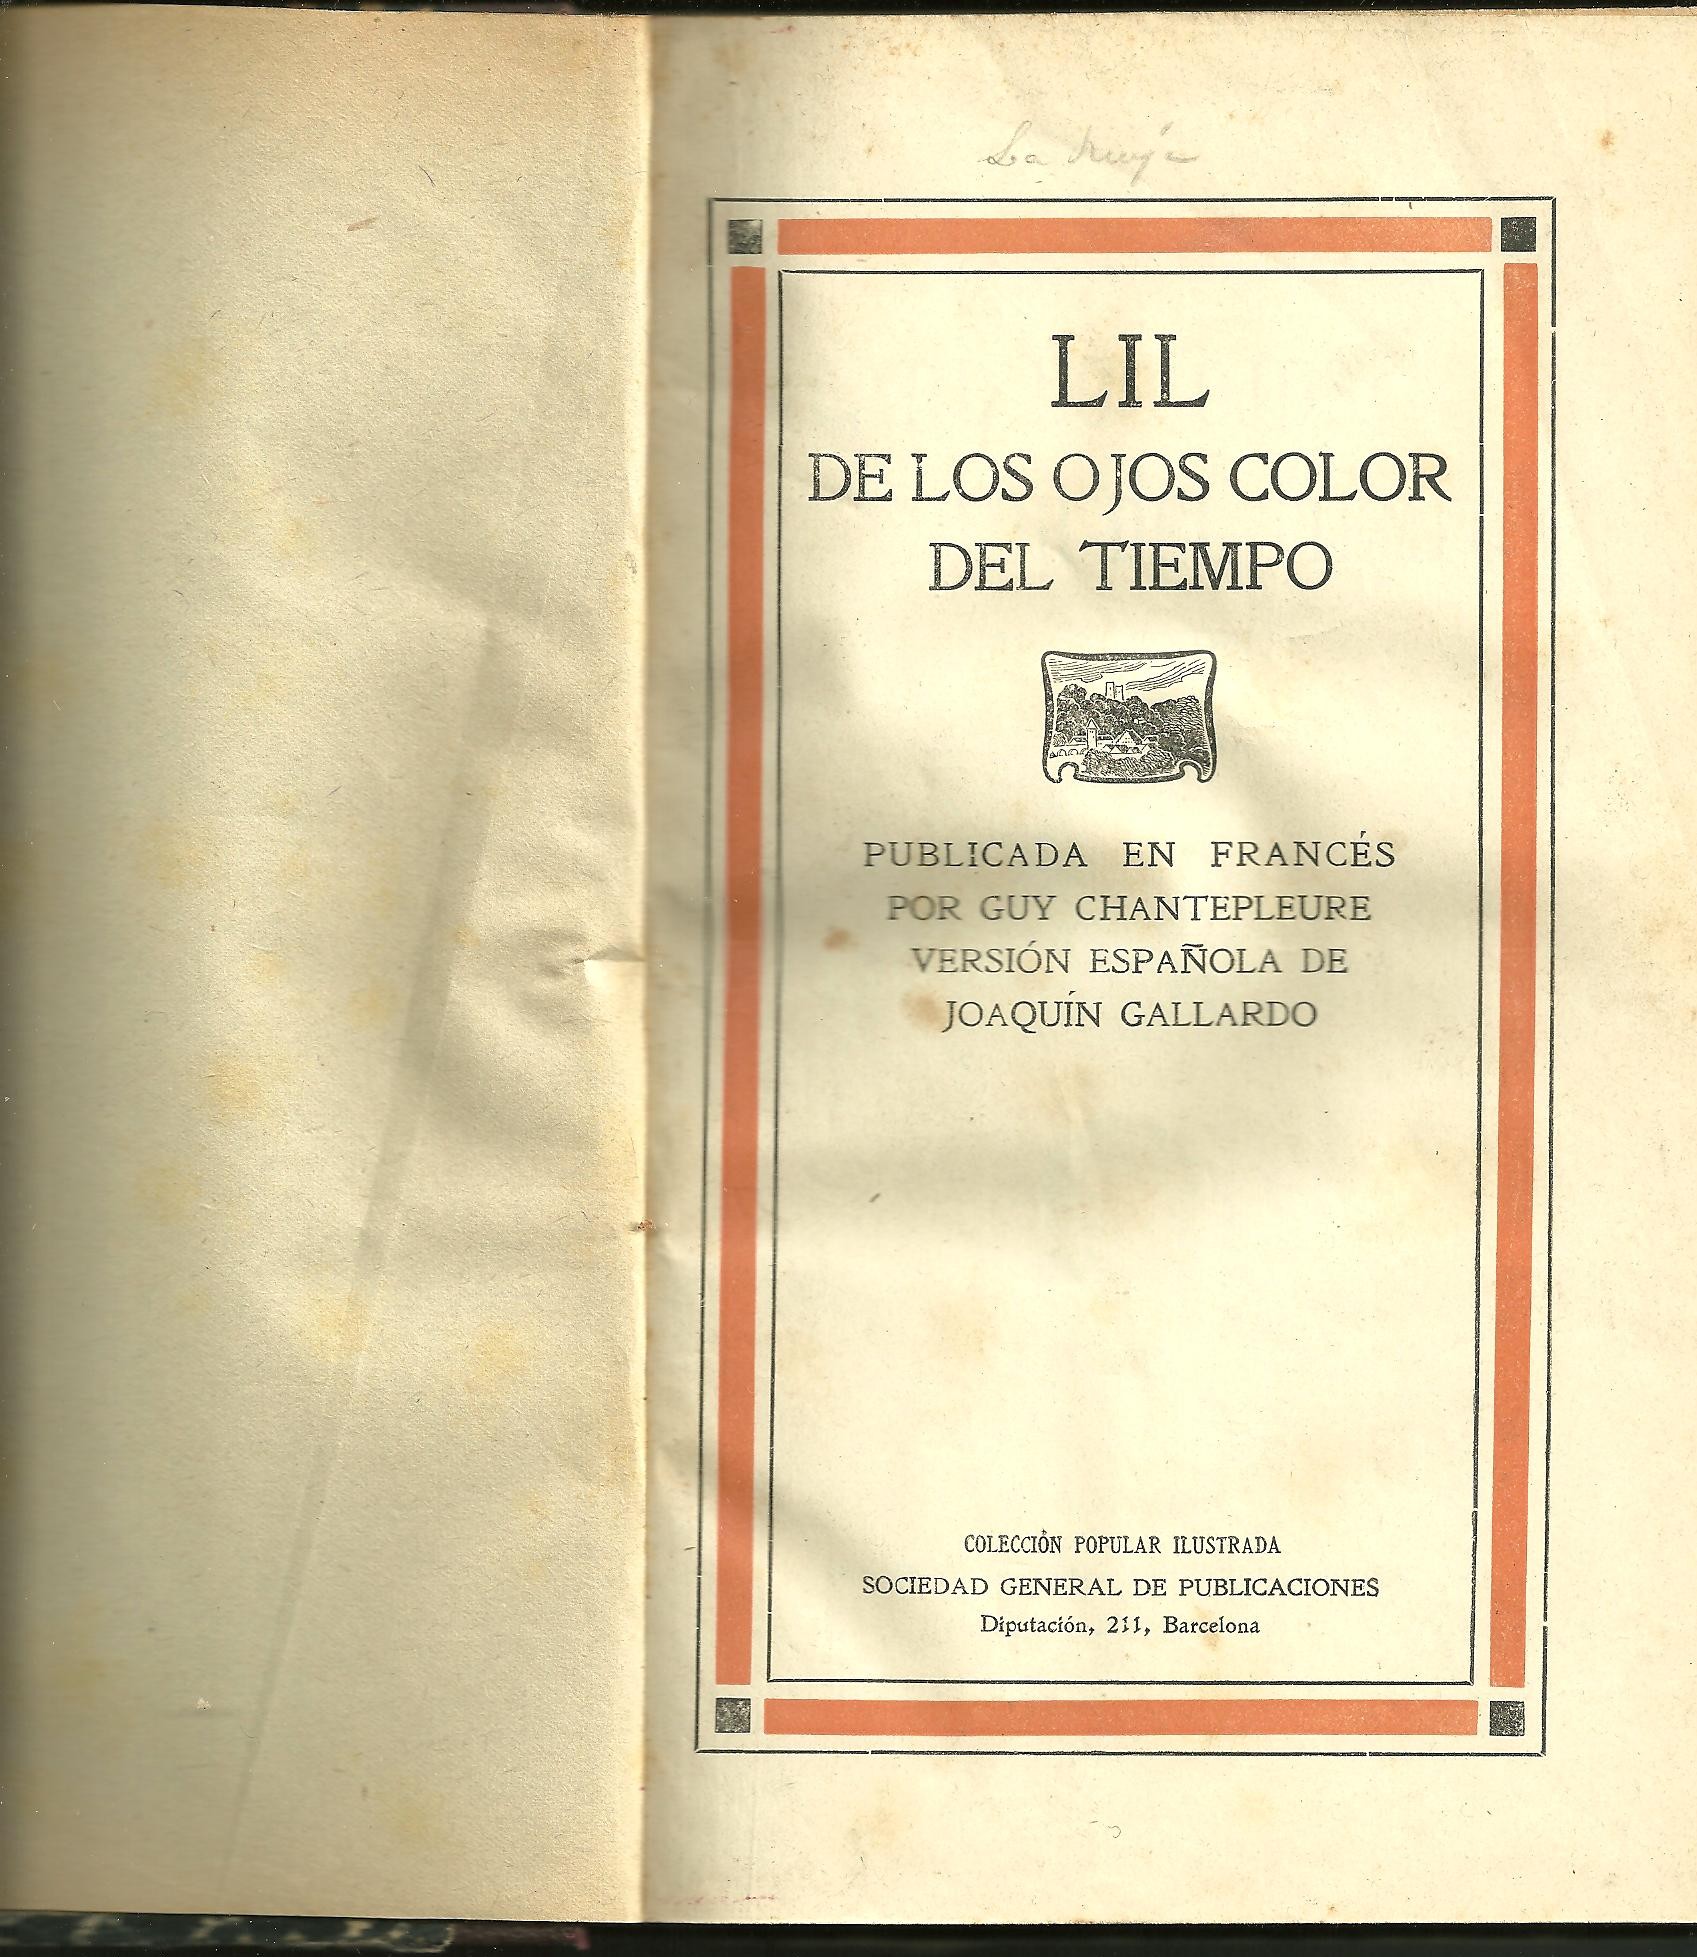 La
LIL
DE LOS OJOS COLOR
DEL TIEMPO
PUBLICADA EN FRANCÉS
POR GUY CHANTEPLEURE
VERSIÓN ESPAÑOLA DE
JOAQUÍN GALLARDO
COLECCIÓN POPULAR ILUSTRADA
SOCIEDAD GENERAL DE PUBLICACIONES
Diputación, 211, Barcelona